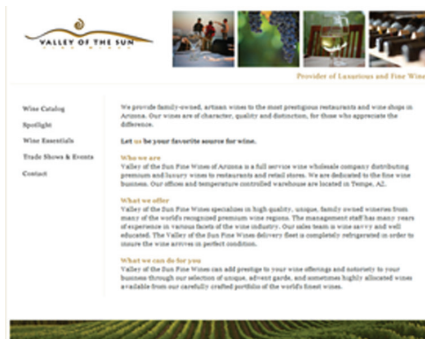 VALLEY OF THE SUN
FINE WINES
Provider of Luxurious and Fine Wine
Wine Catalog
Spotlight
Wine Essentials
Trade Shows & Events
Contact
We provide family-owned, artisan wines to the most prestigious restaurants and wine shops in
Arizona. Our wines are of character, quality and distinction, for those who appreciate the
difference.
Let us be your favorite source for wine.
Who we are
Valley of the Sun Fine Wines of Arizona is a full service wine wholesale company distributing
premium and luxury wines to restaurants and retail stores. We are dedicated to the fine wine
business. Our offices and temperature controlled warehouse are located in Tempe, AZ.
What we offer
Valley of the Sun Fine Wines specializes in high quality, unique, family owned wineries from
many of the world's recognized premium wine regions. The management staff has many years
of experience in various facets of the wine industry. Our sales team is wine savvy and well
educated. The Valley of the Sun Fine Wines delivery fleet is completely refrigerated in order to
insure the wine arrives in perfect condition.
What we can do for you
Valley of the Sun Fine Wines can add prestige to your wine offerings and notoriety to your
business through our selection of unique, advent garde, and sometimes highly allocated wines
available from our carefully crafted portfolio of the world's finest wines.